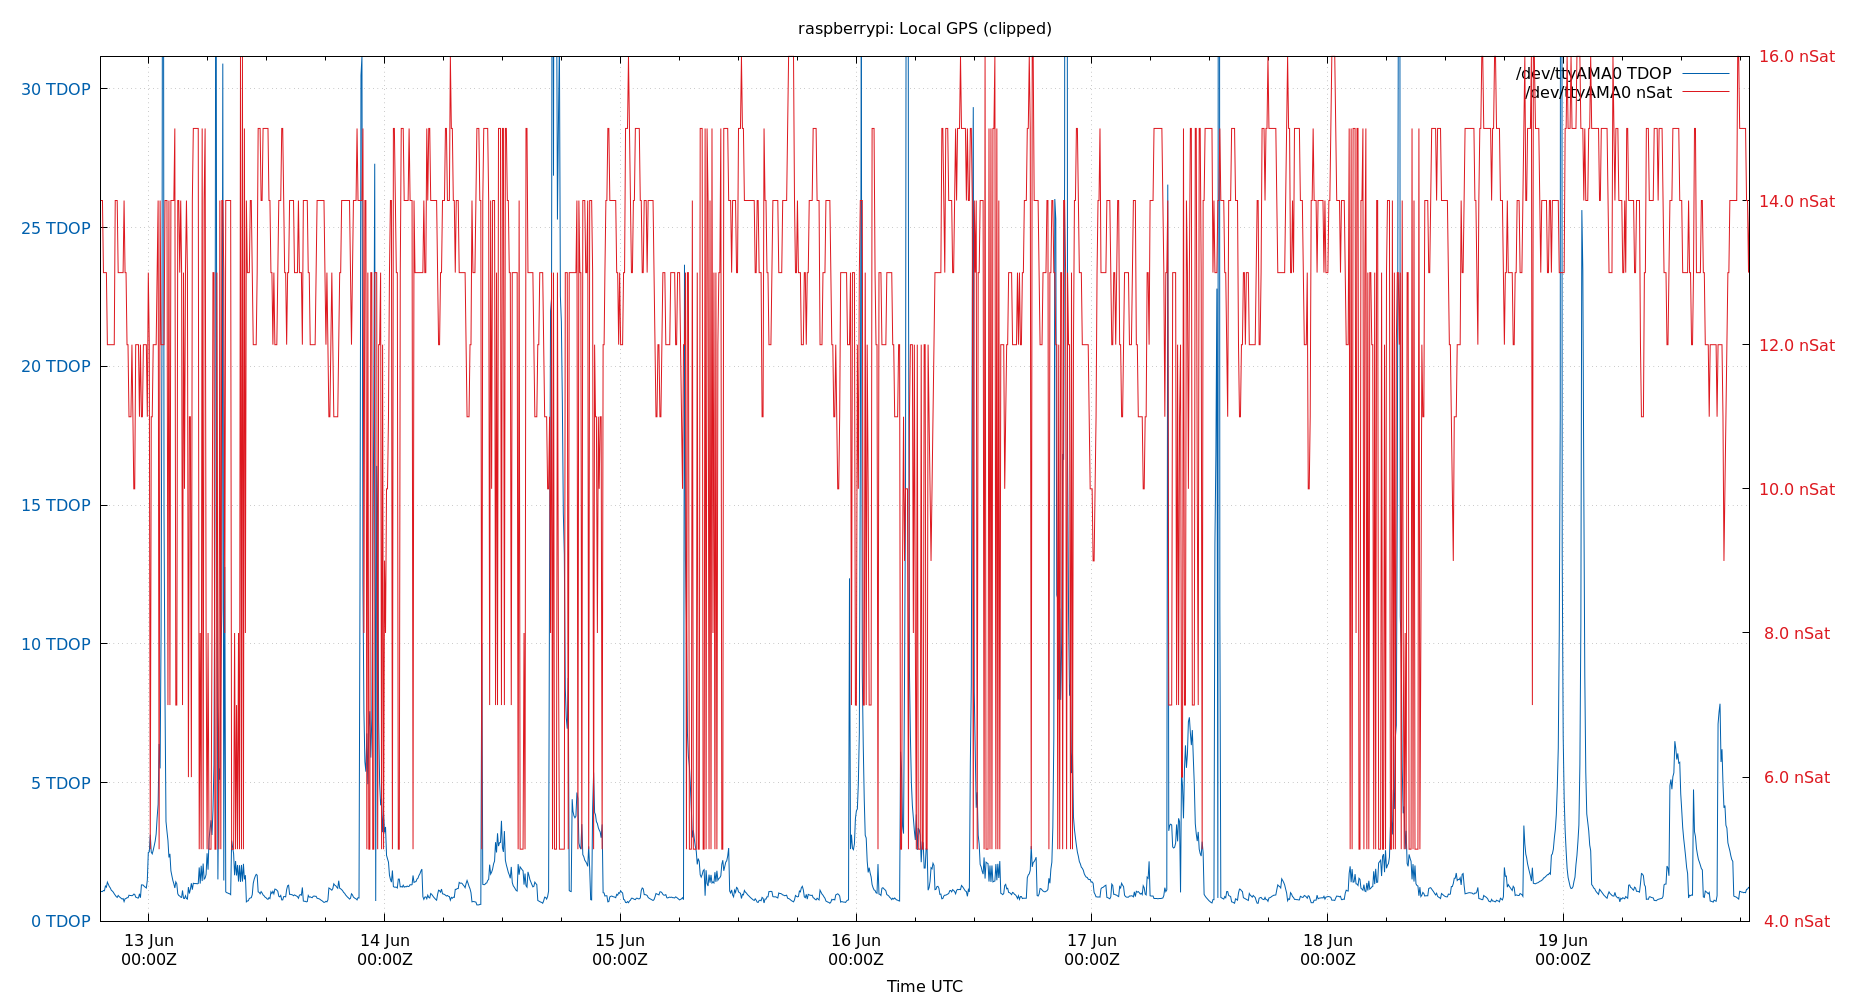 raspberrypi: Local GPS (clipped)
30 TDOP
25 TDOP
20 TDOP
15 TDOP
10 TDOP
5 TDOP
0 TDOP
16.0 nSat
14.0 nSat
12.0 nSat
10.0 nSat
8.0 nSat
6.0 nSat
4.0 nSat
/dev/ttyAMA0 TDOP
/dev/ttyAMA0 nSat
13 Jun 14 Jun 15 Jun 16 Jun 17 Jun 18 Jun 19 Jun
00:00Z 00:00Z 00:00Z 00:00Z 00:00Z 00:00Z 00:00Z
Time UTC